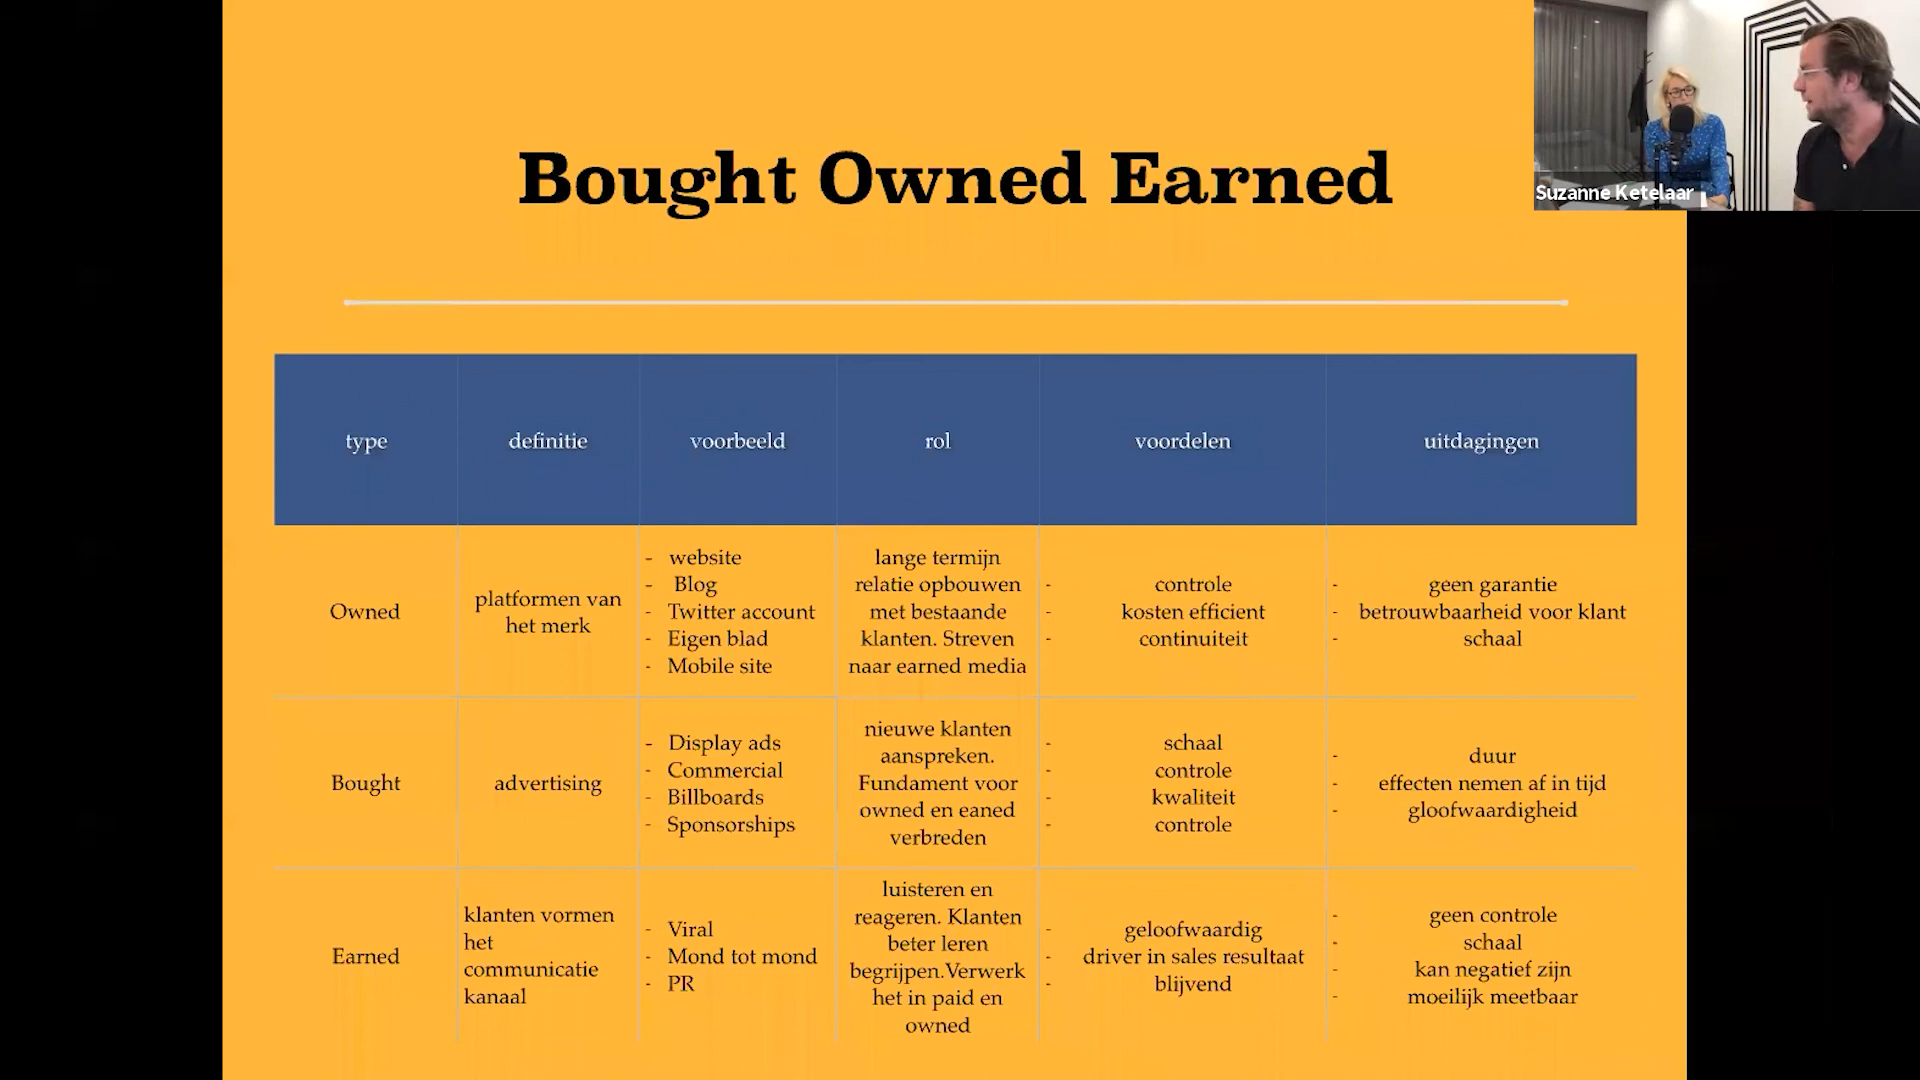 Bought Owned Earned
Suzanne Ketelaar
type
definitie
voorbeeld
rol
voordelen
uitdagingen
Owned
platformen van
het merk
- website
- Blog
- Twitter account
- Eigen blad
- Mobile site
lange termijn
relatie opbouwen
met bestaande
klanten. Streven
naar earned media
- controle
- kosten efficient
- continuiteit
- geen garantie
- betrouwbaarheid voor klant
- schaal
Bought
advertising
- Display ads
- Commercial
- Billboards
- Sponsorships
nieuwe klanten
aanspreken.
Fundament voor
owned en eaned
verbreden
- schaal
- controle
- kwaliteit
- controle
- duur
- effecten nemen af in tijd
- gloofwaardigheid
Earned
klanten vormen
het
communicatie
kanaal
- Viral
- Mond tot mond
- PR
luisteren en
reageren. Klanten
beter leren
begrijpen.Verwerk
het in paid en
owned
- geloofwaardig
- driver in sales resultaat
- blijvend
- geen controle
- schaal
- kan negatief zijn
- moeilijk meetbaar